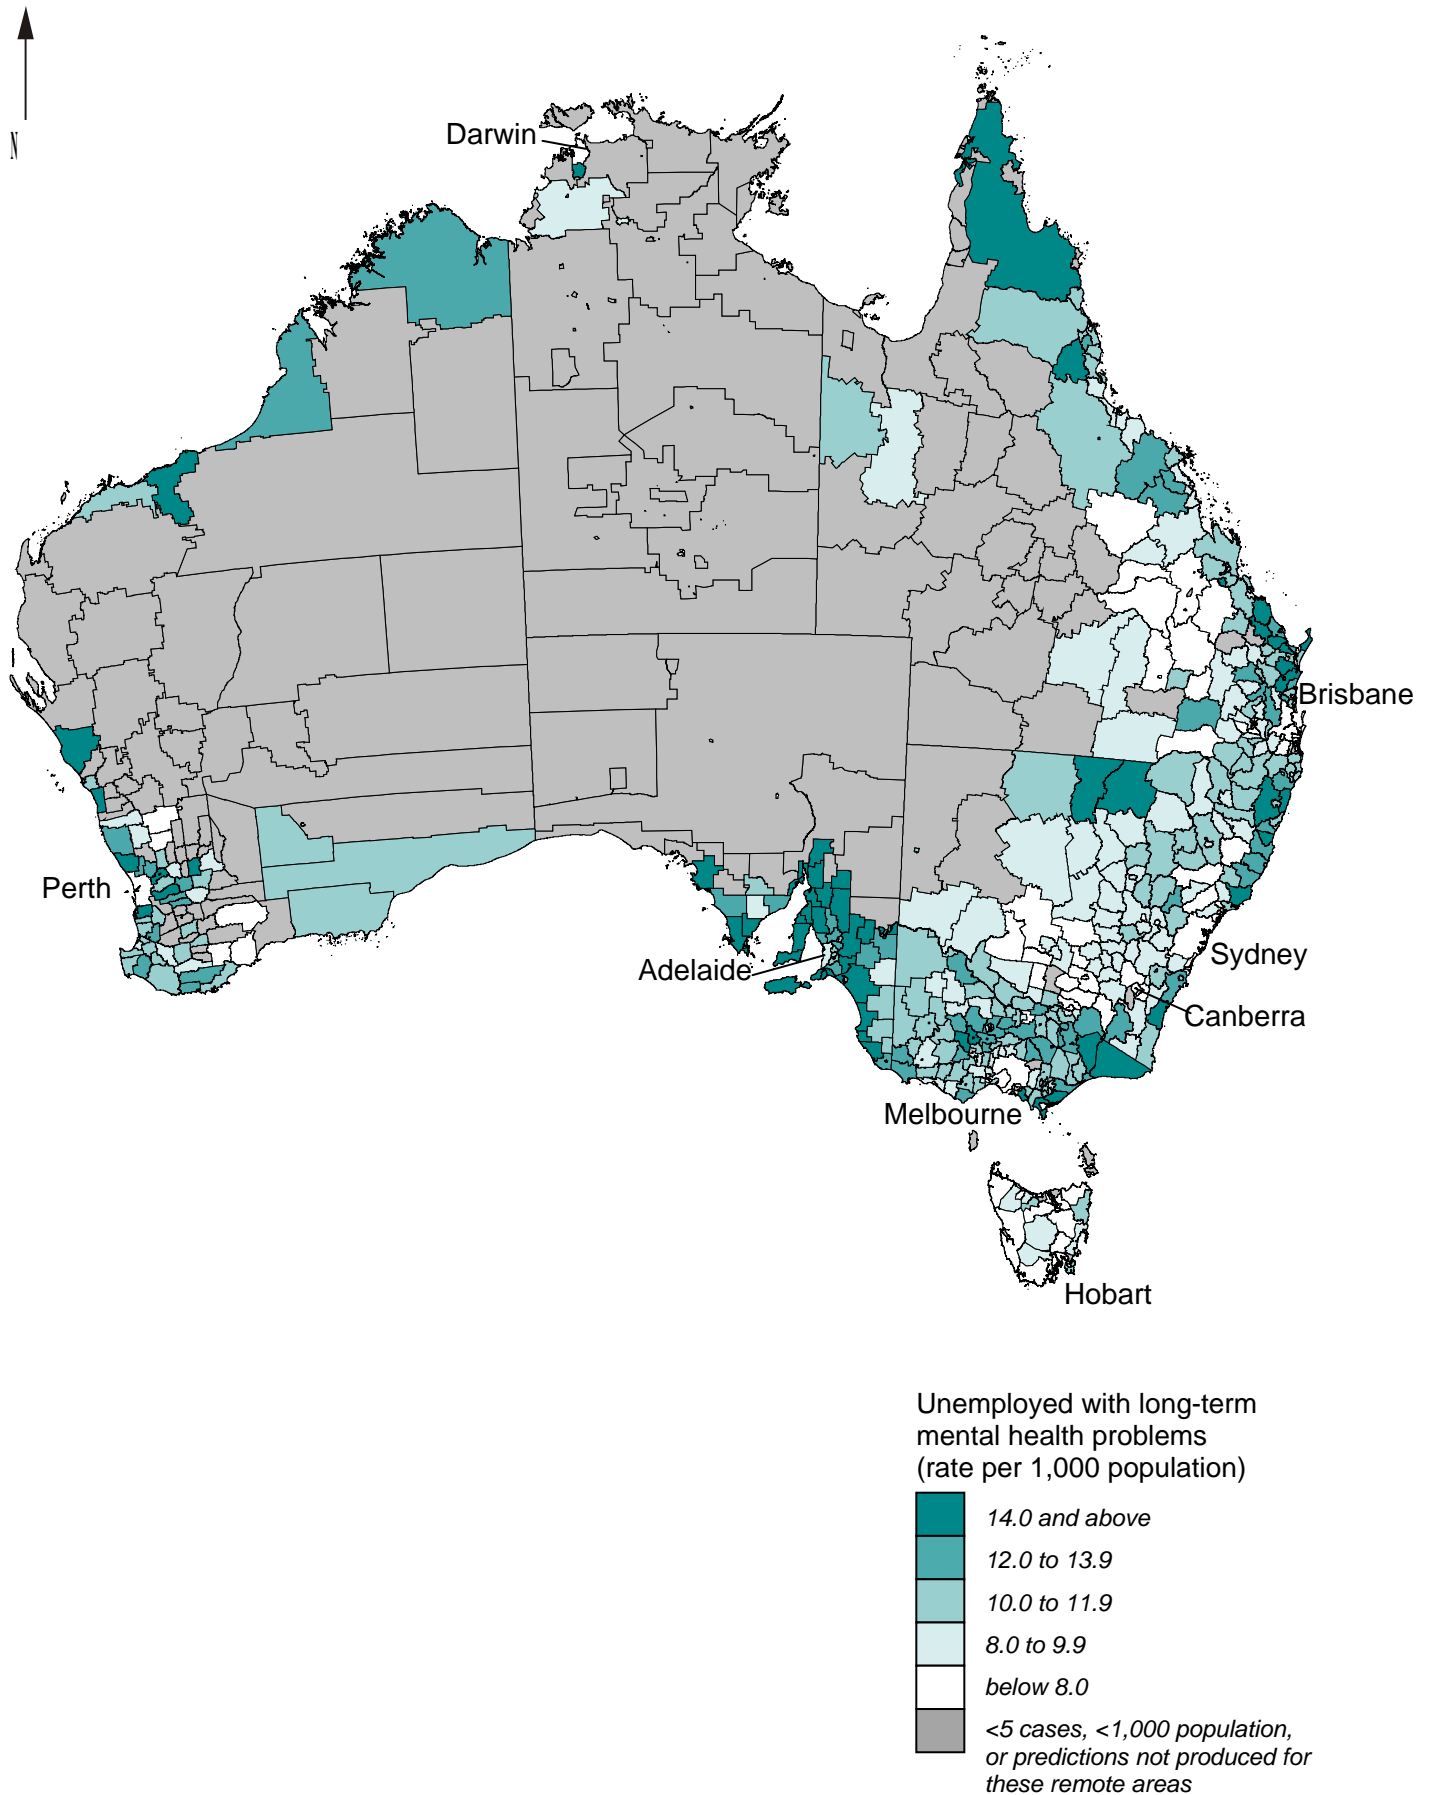 N
Darwin
Brisbane
Perth
Sydney
Adelaide
Canberra
Melbourne
Hobart
Unemployed with long-term
mental health problems
(rate per 1,000 population)
14.0 and above
12.0 to 13.9
10.0 to 11.9
8.0 to 9.9
below 8.0
<5 cases, <1,000 population,
or predictions not produced for
these remote areas